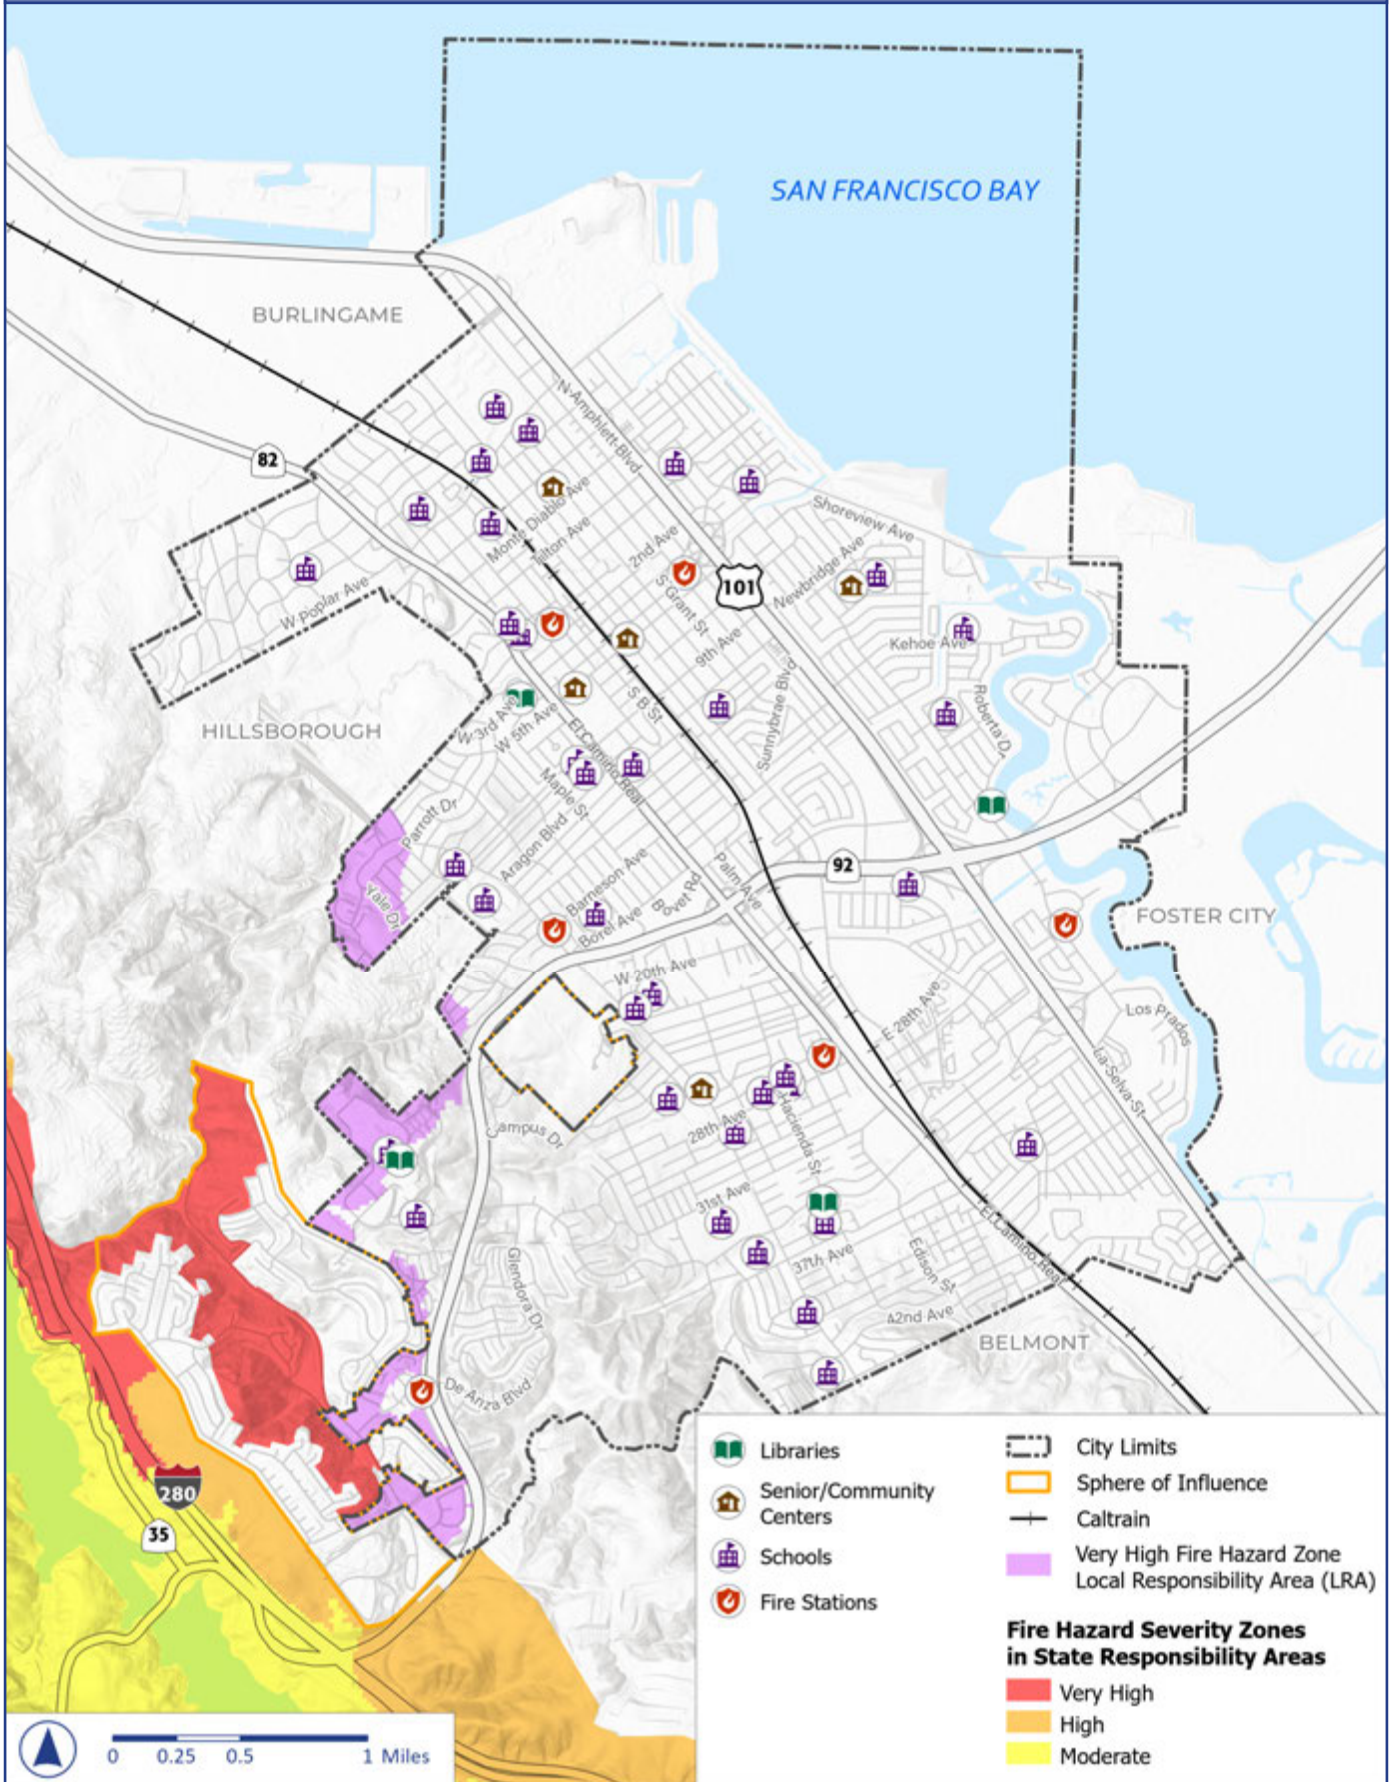 SAN FRANCISCO BAY
BURLINGAME
N Amphlett Blvd
82
Monte Diablo Ave
Tilton Ave
Shoreview Ave
2nd Ave
101
Newbridge Ave
W Poplar Ave
S Grant St
9th Ave
Kehoe Ave
Sunnybrae Blvd
Roberta Dr
S B St
HILLSBOROUGH
W 3rd Ave
W 5th Ave
El Camino Real
Maple St
Parrott Dr
Aragon Blvd
Palm Ave
92
Yale Dr
Barneson Ave
Bovet Rd
Borel Ave
FOSTER CITY
W 20th Ave
E 28th Ave
Los Prados
La-Selva-St
Campus Dr
28th Ave
Hacienda St
31st Ave
El Camino Real
Glendora Dr
37th Ave
Edison St
42nd Ave
BELMONT
De Anza Blvd
280
35
Libraries
Senior/Community
Centers
Schools
Fire Stations
City Limits
Sphere of Influence
Caltrain
Very High Fire Hazard Zone
Local Responsibility Area (LRA)
Fire Hazard Severity Zones
in State Responsibility Areas
Very High
High
Moderate
0 0.25 0.5 1 Miles